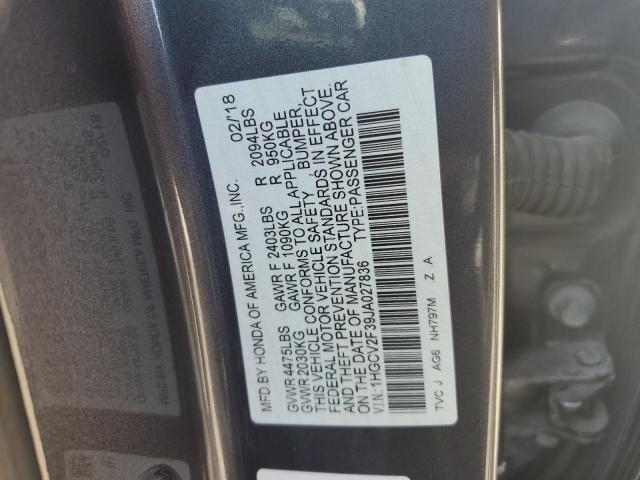 MFD.BY HONDA OF AMERICA MFG.,INC. 02/18
GVWR 4475LBS GAWR F 2403LBS R 2094LBS
GVWR 2030KG GAWR F 1090KG R 950KG
THIS VEHICLE CONFORMS TO ALL APPLICABLE
FEDERAL MOTOR VEHICLE SAFETY, BUMPER,
AND THEFT PREVENTION STANDARDS IN EFFECT
ON THE DATE OF MANUFACTURE SHOWN ABOVE.
V.I.N.:1HGCV2F39JA027836 TYPE:PASSENGER CAR
TVC J AG6 NH797M Z A